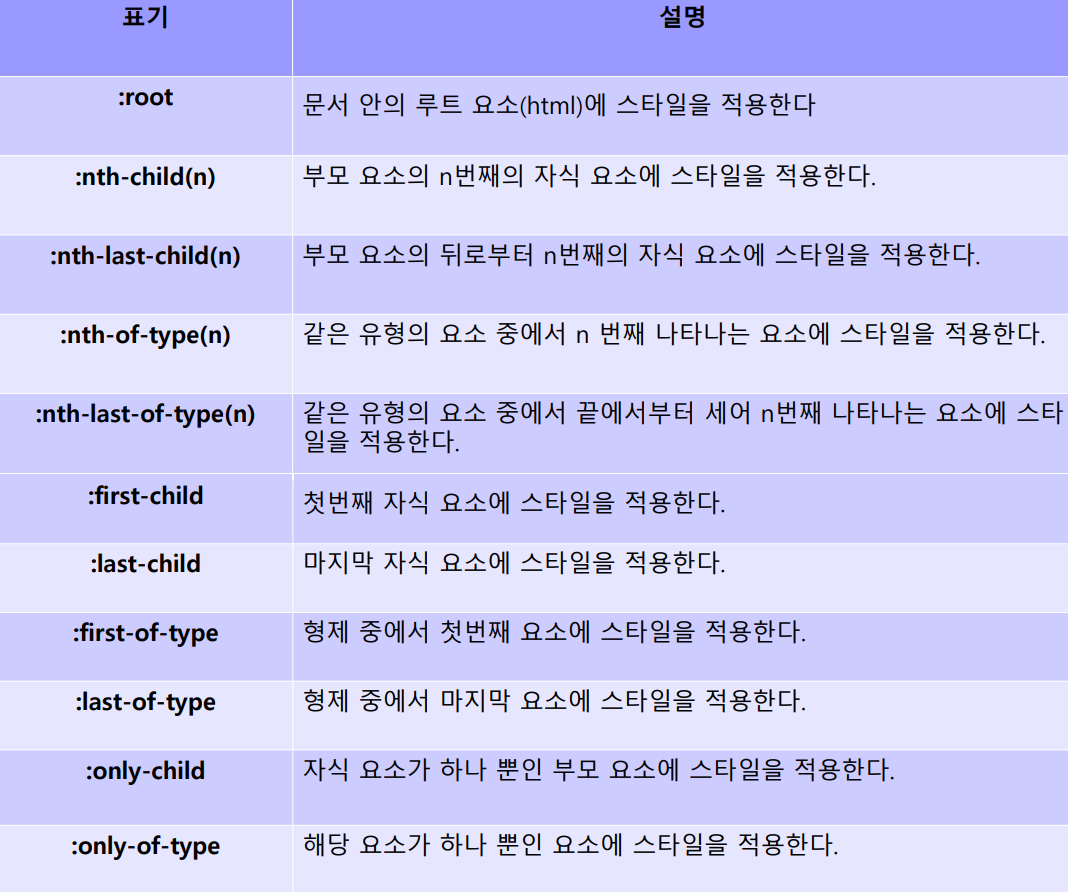 표기
설명
:root
문서 안의 루트 요소(html)에 스타일을 적용한다
:nth-child(n)
부모 요소의 n번째의 자식 요소에 스타일을 적용한다.
:nth-last-child(n)
부모 요소의 뒤로부터 n번째의 자식 요소에 스타일을 적용한다.
:nth-of-type(n)
같은 유형의 요소 중에서 n 번째 나타나는 요소에 스타일을 적용한다.
:nth-last-of-type(n)
같은 유형의 요소 중에서 끝에서부터 세어 n번째 나타나는 요소에 스타
일을 적용한다.
:first-child
첫번째 자식 요소에 스타일을 적용한다.
:last-child
마지막 자식 요소에 스타일을 적용한다.
:first-of-type
형제 중에서 첫번째 요소에 스타일을 적용한다.
:last-of-type
형제 중에서 마지막 요소에 스타일을 적용한다.
:only-child
자식 요소가 하나 뿐인 부모 요소에 스타일을 적용한다.
:only-of-type
해당 요소가 하나 뿐인 요소에 스타일을 적용한다.